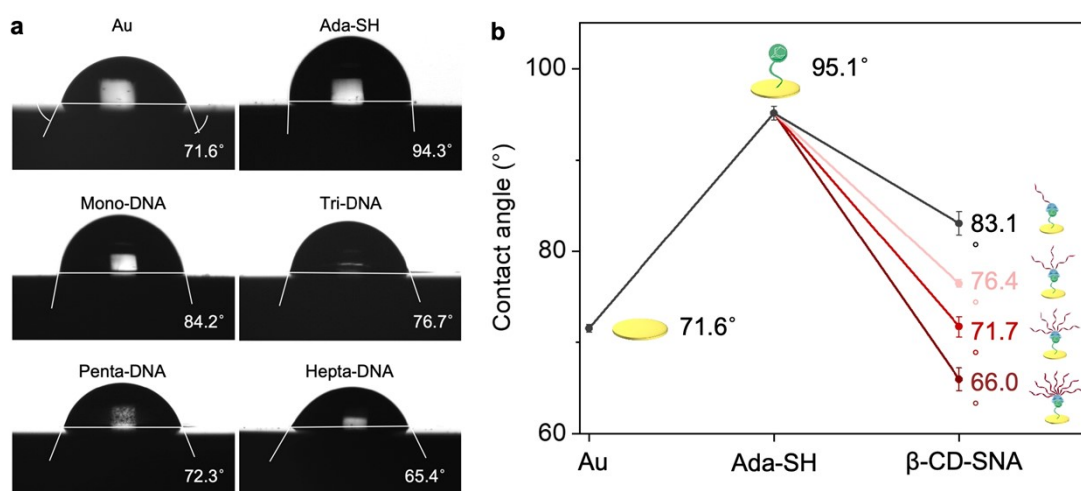 a
Au
Ada-SH
71.6°
94.3°
Mono-DNA
Tri-DNA
84.2°
76.7°
Penta-DNA
Hepta-DNA
72.3°
65.4°
b
Contact angle (°)
100
80
60
95.1°
71.6°
83.1
°
76.4
°
71.7
°
66.0
°
Au
Ada-SH
β-CD-SNA